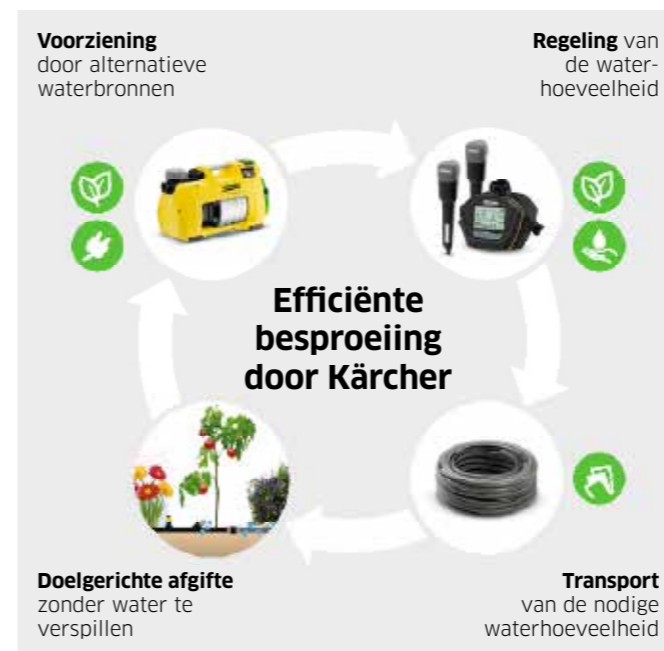 Voorziening
door alternatieve
waterbronnen
Regeling van
de water-
hoeveelheid
Efficiënte
besproeiing
door Kärcher
Doelgerichte afgifte
zonder water te
verspillen
Transport
van de nodige
waterhoeveelheid